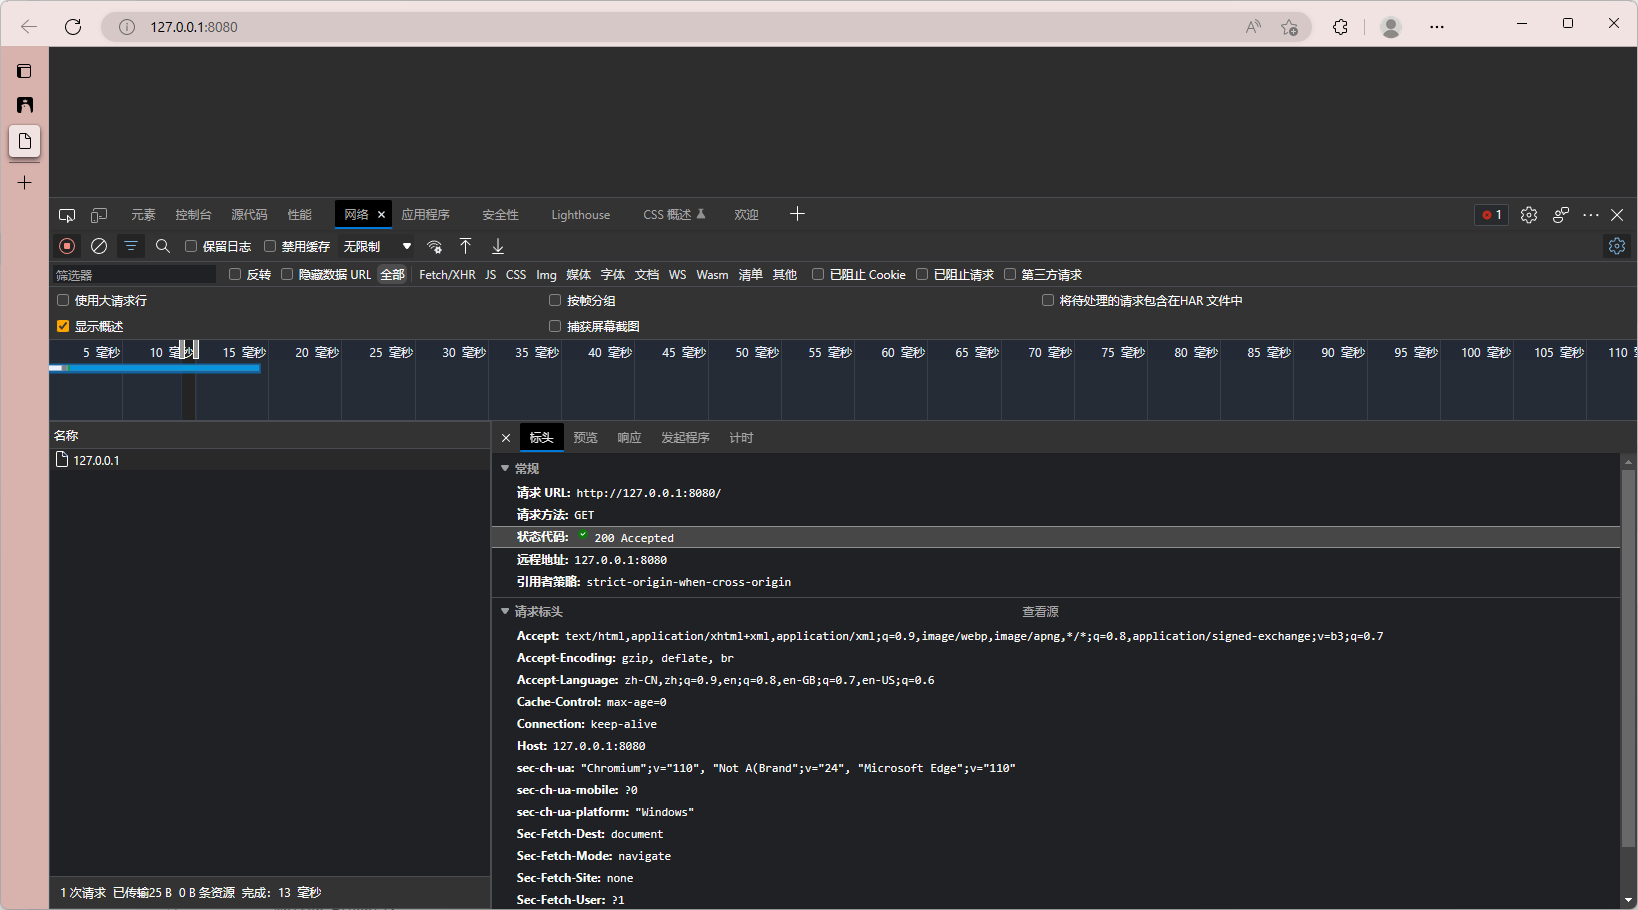 127.0.0.1:8080
元素 控制台 源代码 性能 网络 应用程序 安全性 Lighthouse CSS 概述 欢迎 1
保留日志 禁用缓存 无限制
筛选器 反转 隐藏数据 URL 全部 Fetch/XHR JS CSS Img 媒体 字体 文档 WS Wasm 清单 其他 已阻止 Cookie 已阻止请求 第三方请求
使用大请求行 按帧分组 将待处理的请求包含在HAR 文件中
显示概述 捕获屏幕截图
5 毫秒 10 毫秒 15 毫秒 20 毫秒 25 毫秒 30 毫秒 35 毫秒 40 毫秒 45 毫秒 50 毫秒 55 毫秒 60 毫秒 65 毫秒 70 毫秒 75 毫秒 80 毫秒 85 毫秒 90 毫秒 95 毫秒 100 毫秒 105 毫秒 110
名称
127.0.0.1
标头 预览 响应 发起程序 计时
常规
请求 URL: http://127.0.0.1:8080/
请求方法: GET
状态代码: 200 Accepted
远程地址: 127.0.0.1:8080
引用者策略: strict-origin-when-cross-origin
请求标头 查看源
Accept: text/html,application/xhtml+xml,application/xml;q=0.9,image/webp,image/apng,*/*;q=0.8,application/signed-exchange;v=b3;q=0.7
Accept-Encoding: gzip, deflate, br
Accept-Language: zh-CN,zh;q=0.9,en;q=0.8,en-GB;q=0.7,en-US;q=0.6
Cache-Control: max-age=0
Connection: keep-alive
Host: 127.0.0.1:8080
sec-ch-ua: "Chromium";v="110", "Not A(Brand";v="24", "Microsoft Edge";v="110"
sec-ch-ua-mobile: ?0
sec-ch-ua-platform: "Windows"
Sec-Fetch-Dest: document
Sec-Fetch-Mode: navigate
Sec-Fetch-Site: none
Sec-Fetch-User: ?1
1 次请求 已传输25 B 0 B 条资源 完成: 13 毫秒